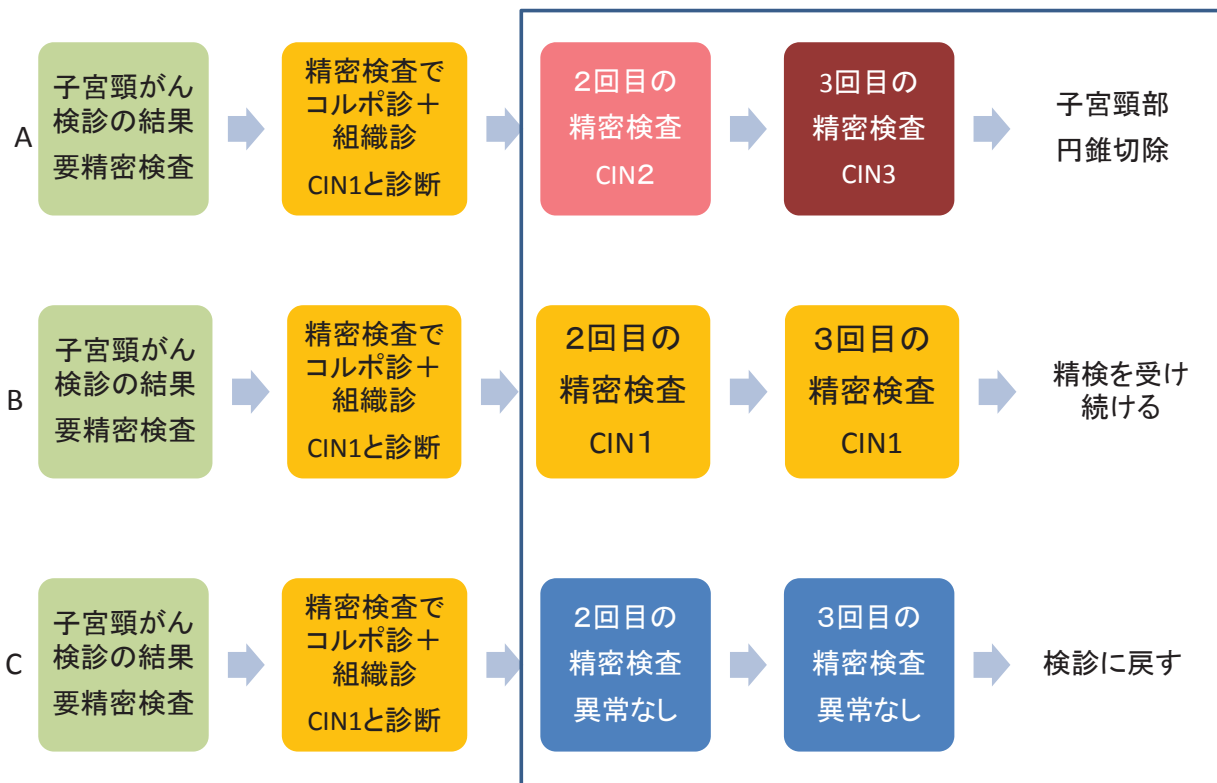 A
子宮頸がん
検診の結果
要精密検査
精密検査で
コルポ診＋
組織診
CIN1と診断
２回目の
精密検査
CIN２
3回目の
精密検査
CIN3
子宮頸部
円錐切除
B
子宮頸がん
検診の結果
要精密検査
精密検査で
コルポ診＋
組織診
CIN1と診断
2回目の
精密検査
CIN１
3回目の
精密検査
CIN1
精検を受け
続ける
C
子宮頸がん
検診の結果
要精密検査
精密検査で
コルポ診＋
組織診
CIN1と診断
２回目の
精密検査
異常なし
３回目の
精密検査
異常なし
検診に戻す